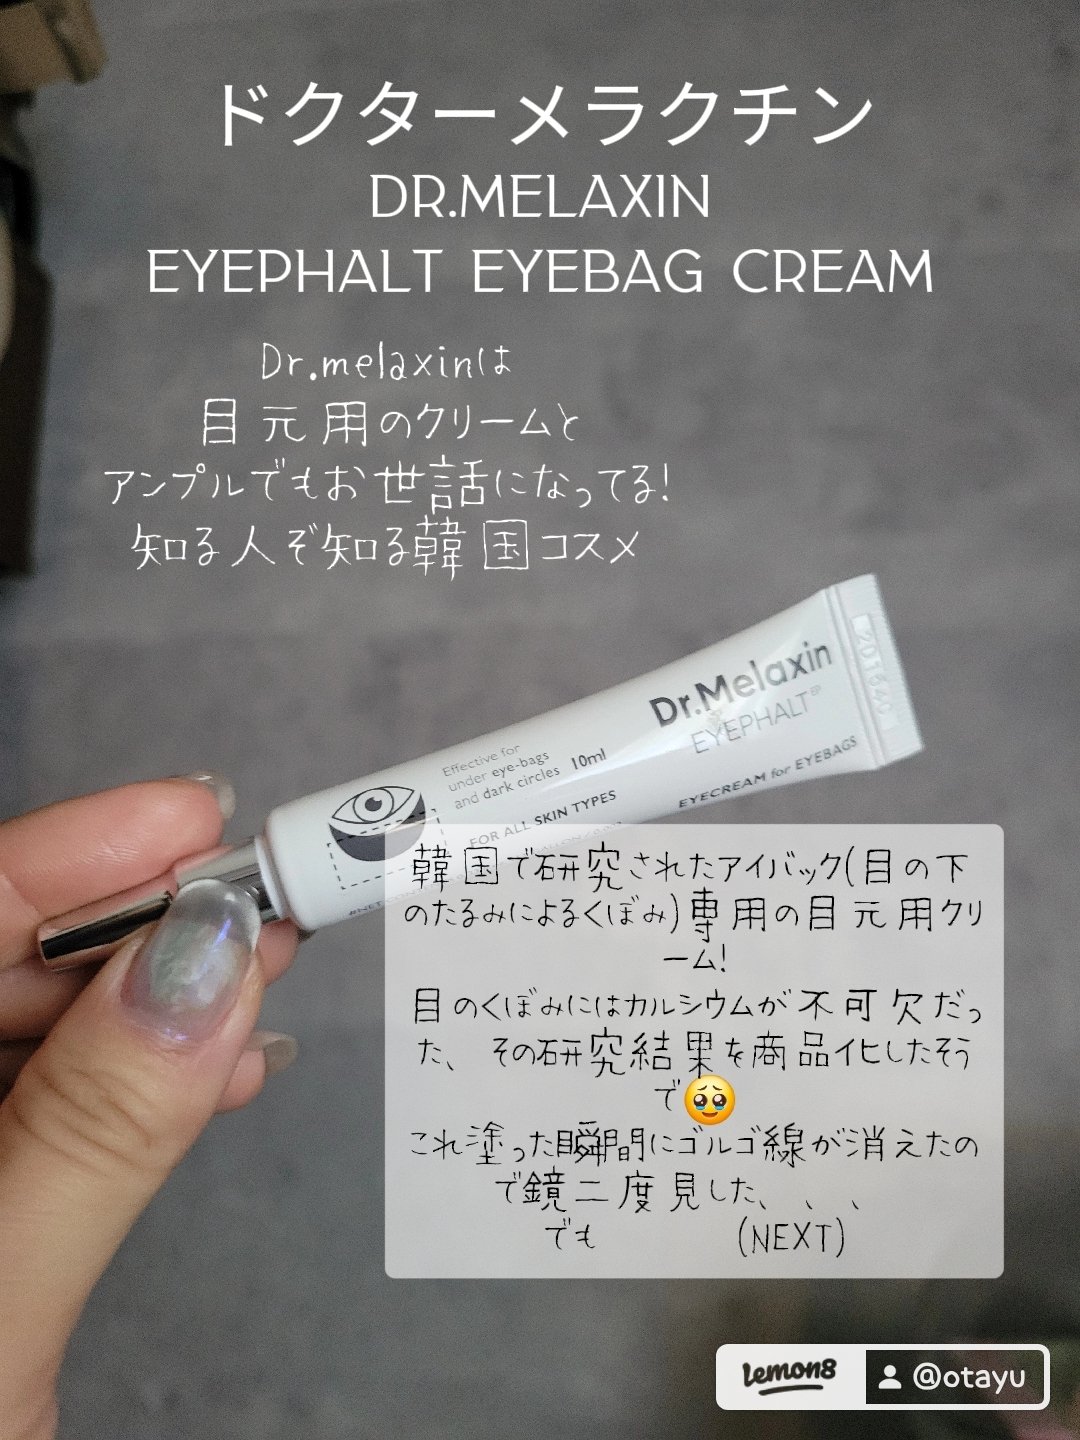 ドクターメラクチン
DR.MELAXIN
EYEPHALT EYEBAG CREAM
Dr.melaxinは
目元用のクリームと
アンプルでもお世話になってる!
知る人ぞ知る韓国コスメ
201640
Dr.Melaxin
EYEPHALT EP
Effective for
under eye-bags
and dark circles 10ml
EYECREAM for EYEBAGS
FOR ALL SKIN TYPES
韓国で研究されたアイバック(目の下
のたるみによるくぼみ)専用の目元用クリ
ーム!
目のくぼみにはカルシウムが不可欠だっ
た、その研究結果を商品化したそう
で🥹
これ塗った瞬間にゴルゴ線が消えたの
で鏡二度見した、、、
でも (NEXT)
lemon8 @otayu